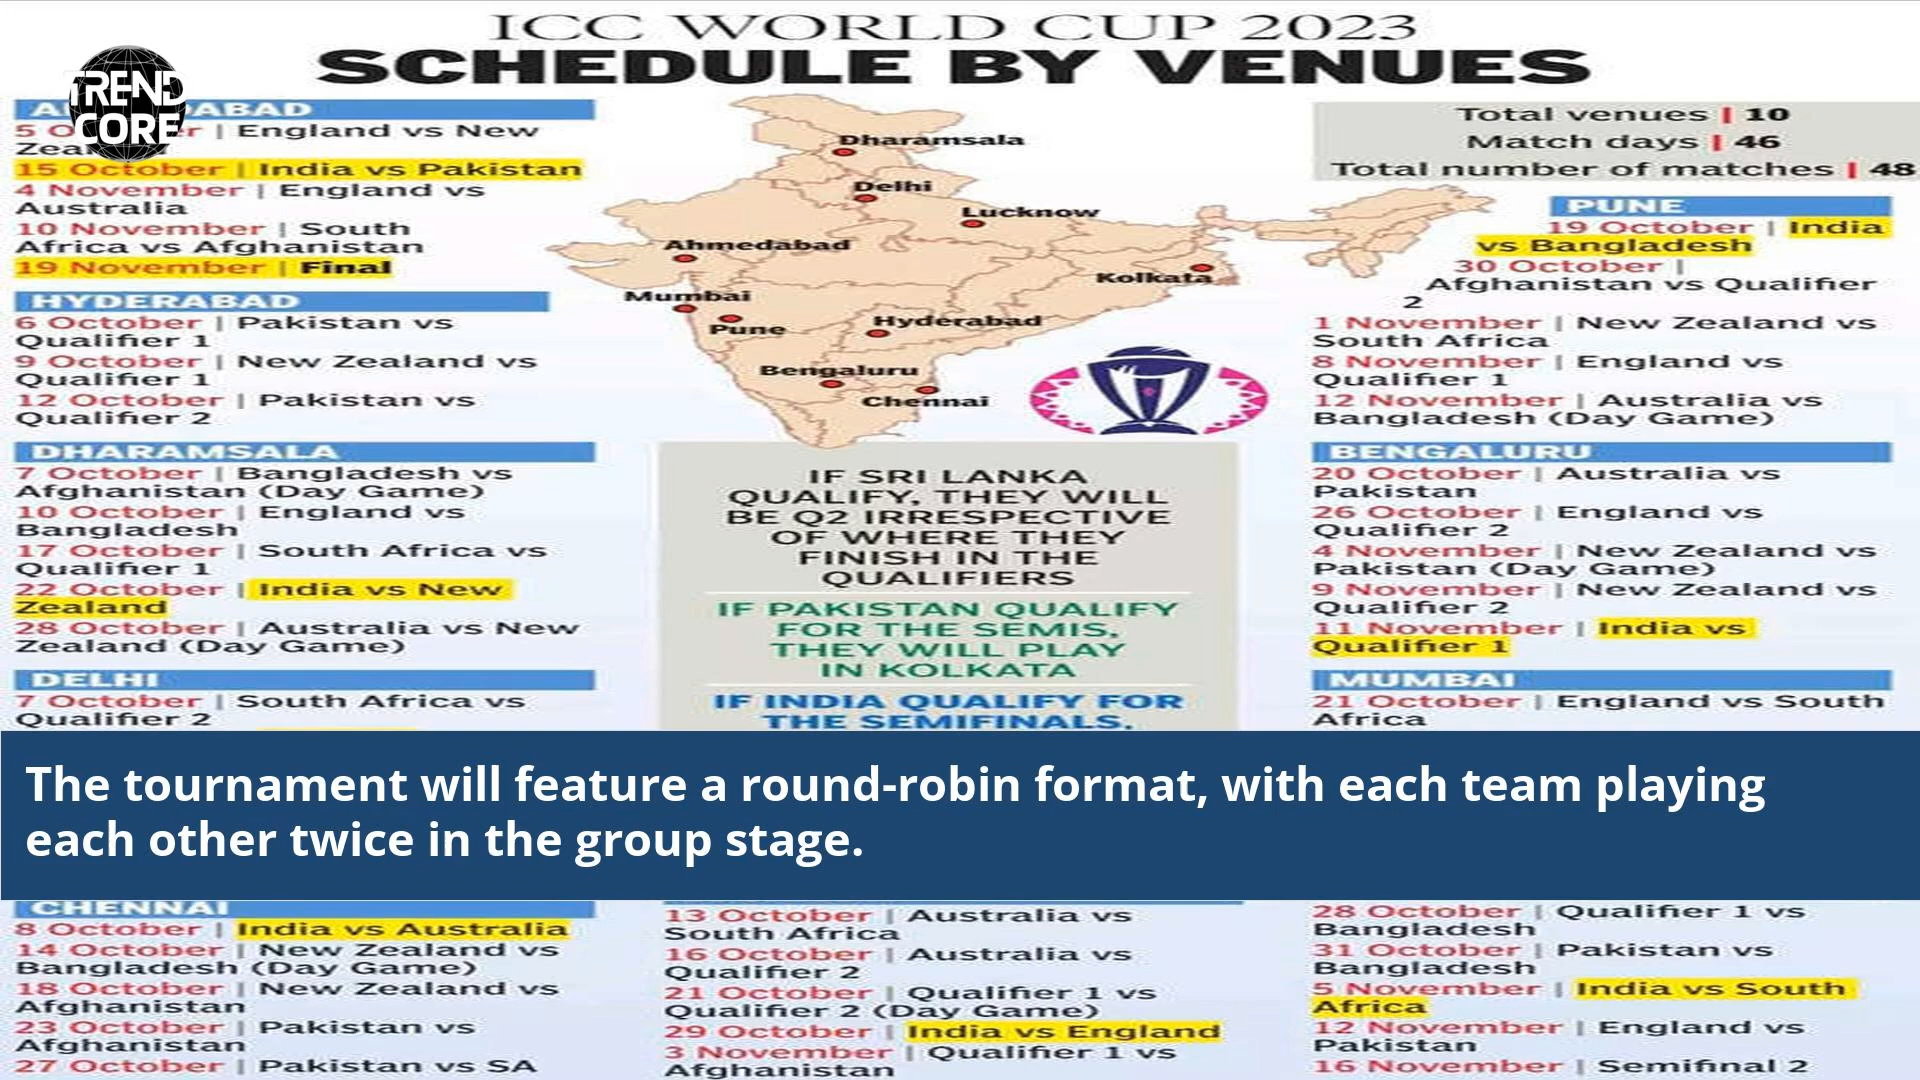 ICC WORLD CUP 2023
SCHEDULE BY VENUES
TREND
CORE
ABAD
5 O er | England vs New
Zea
15 October | India vs Pakistan
4 November | England vs
Australia
10 November | South
Africa vs Afghanistan
19 November | Final
HYDERABAD
6 October | Pakistan vs
Qualifier 1
9 October | New Zealand vs
Qualifier 1
12 October | Pakistan vs
Qualifier 2
DHARAMSALA
7 October | Bangladesh vs
Afghanistan (Day Game)
10 October | England vs
Bangladesh
17 October | South Africa vs
Qualifier 1
22 October | India vs New
Zealand
28 October | Australia vs New
Zealand (Day Game)
DELHI
7 October | South Africa vs
Qualifier 2
Dharamsala
Delhi
Lucknow
Ahmedabad
Kolkata
Mumbai
Pune
Hyderabad
Bengaluru
Chennai
IF SRI LANKA
QUALIFY, THEY WILL
BE Q2 IRRESPECTIVE
OF WHERE THEY
FINISH IN THE
QUALIFIERS
IF PAKISTAN QUALIFY
FOR THE SEMIS,
THEY WILL PLAY
IN KOLKATA
IF INDIA QUALIFY FOR
THE SEMIFINALS,
Total venues | 10
Match days | 46
Total number of matches | 48
PUNE
19 October | India
vs Bangladesh
30 October |
Afghanistan vs Qualifier
2
1 November | New Zealand vs
South Africa
8 November | England vs
Qualifier 1
12 November | Australia vs
Bangladesh (Day Game)
BENGALURU
20 October | Australia vs
Pakistan
26 October | England vs
Qualifier 2
4 November | New Zealand vs
Pakistan (Day Game)
9 November | New Zealand vs
Qualifier 2
11 November | India vs
Qualifier 1
MUMBAI
21 October | England vs South
Africa
The tournament will feature a round-robin format, with each team playing
each other twice in the group stage.
CHENNAI
8 October | India vs Australia
14 October | New Zealand vs
Bangladesh (Day Game)
18 October | New Zealand vs
Afghanistan
23 October | Pakistan vs
Afghanistan
27 October | Pakistan vs SA
13 October | Australia vs
South Africa
16 October | Australia vs
Qualifier 2
21 October | Qualifier 1 vs
Qualifier 2 (Day Game)
29 October | India vs England
3 November | Qualifier 1 vs
Afghanistan
28 October | Qualifier 1 vs
Bangladesh
31 October | Pakistan vs
Bangladesh
5 November | India vs South
Africa
12 November | England vs
Pakistan
16 November | Semifinal 2